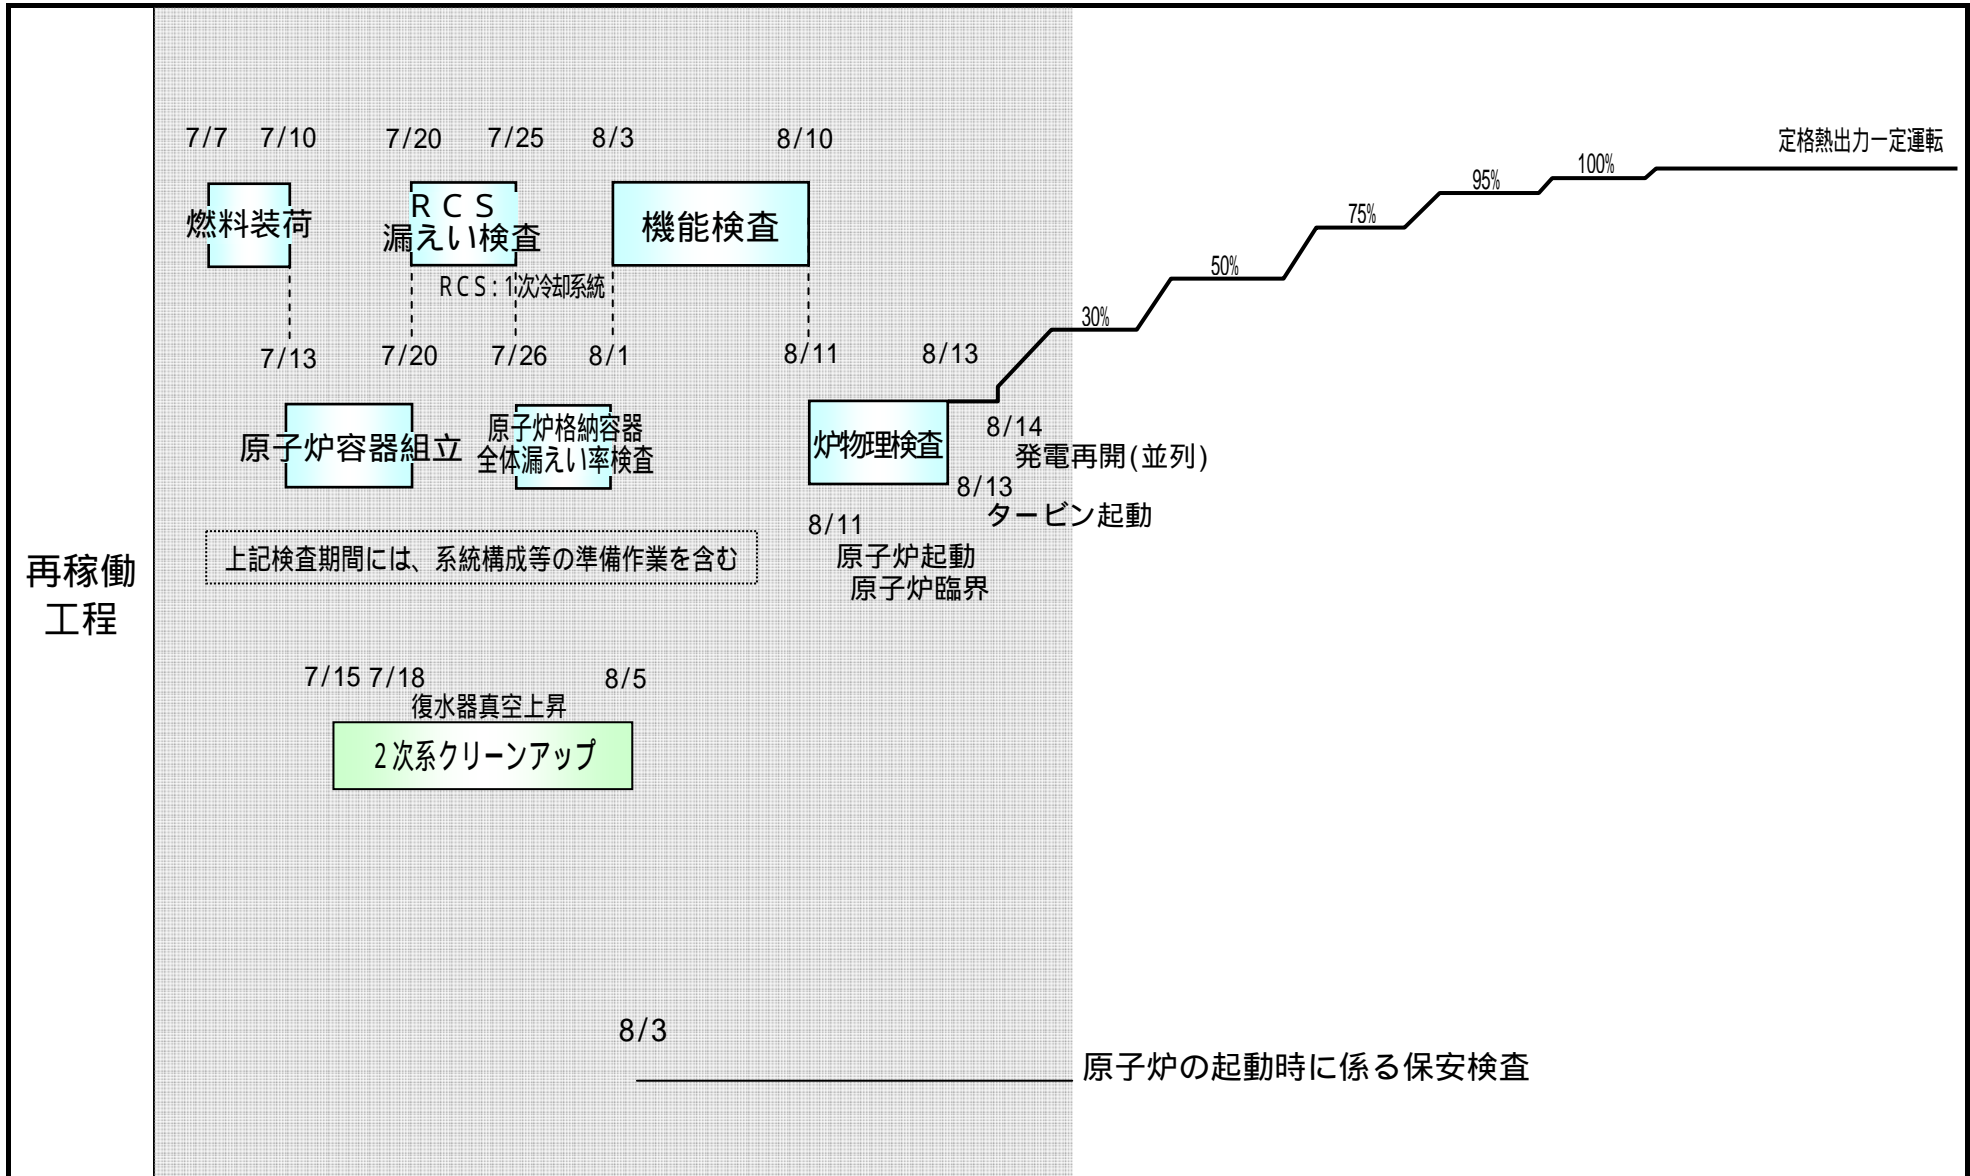 再稼働
工程
7/7 7/10 7/20 7/25 8/3 8/10
燃料装荷
ＲＣＳ
漏えい検査
機能検査
ＲＣＳ：1次冷却系統
7/13 7/20 7/26 8/1 8/11 8/13
原子炉容器組立
原子炉格納容器
全体漏えい率検査
炉物理検査
8/14
発電再開(並列)
8/13
タービン起動
8/11
原子炉起動
原子炉臨界
上記検査期間には、系統構成等の準備作業を含む
7/15 7/18 8/5
復水器真空上昇
２次系クリーンアップ
30%
50%
75%
95%
100%
定格熱出力一定運転
8/3
原子炉の起動時に係る保安検査